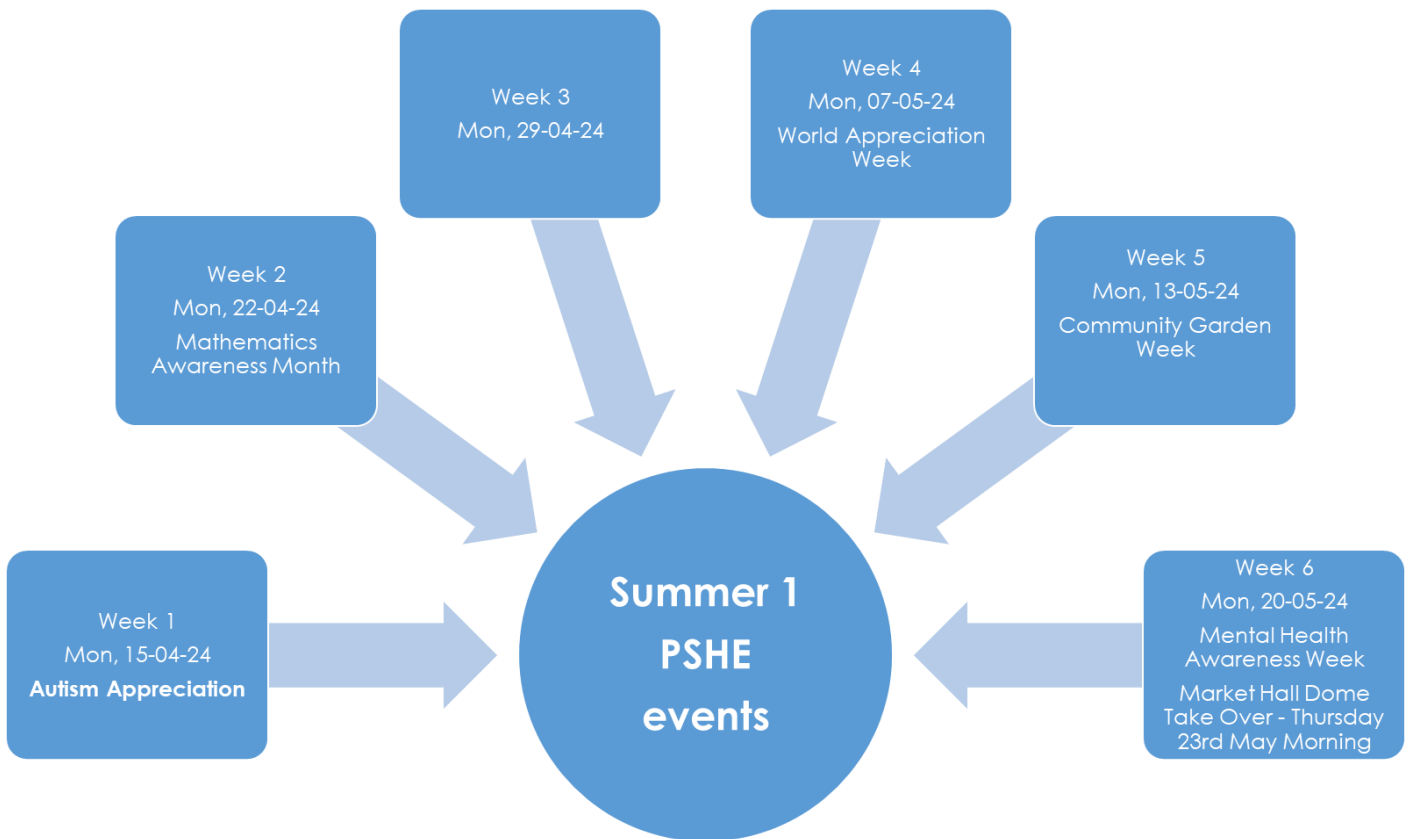 Week 1
Mon, 15-04-24
Autism Appreciation
Week 2
Mon, 22-04-24
Mathematics
Awareness Month
Week 3
Mon, 29-04-24
Week 4
Mon, 07-05-24
World Appreciation
Week
Week 5
Mon, 13-05-24
Community Garden
Week
Week 6
Mon, 20-05-24
Mental Health
Awareness Week
Market Hall Dome
Take Over - Thursday
23rd May Morning
Summer 1
PSHE
events